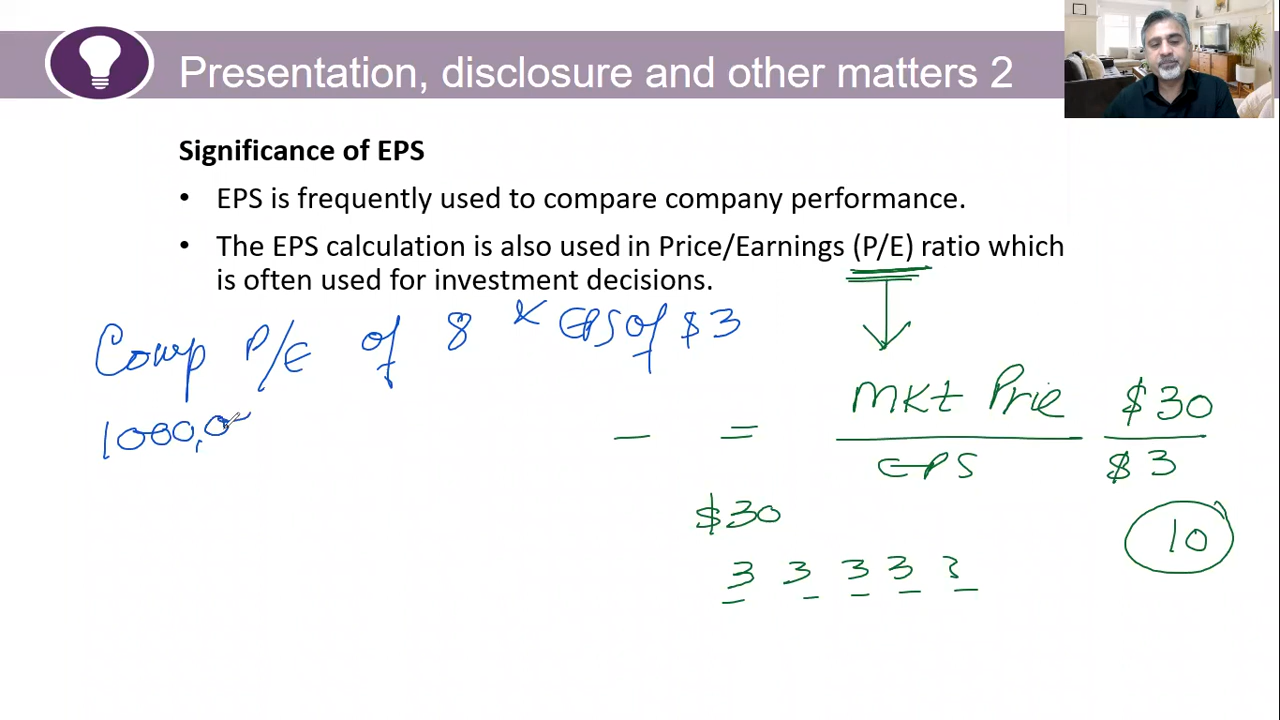 Presentation, disclosure and other matters 2
Significance of EPS
• EPS is frequently used to compare company performance.
• The EPS calculation is also used in Price/Earnings (P/E) ratio which
is often used for investment decisions.
Comp P/E of 8 & EPS of $3
1000,0
= MKt Price $30
EPS $3
$30
10
3 3 3 3 3